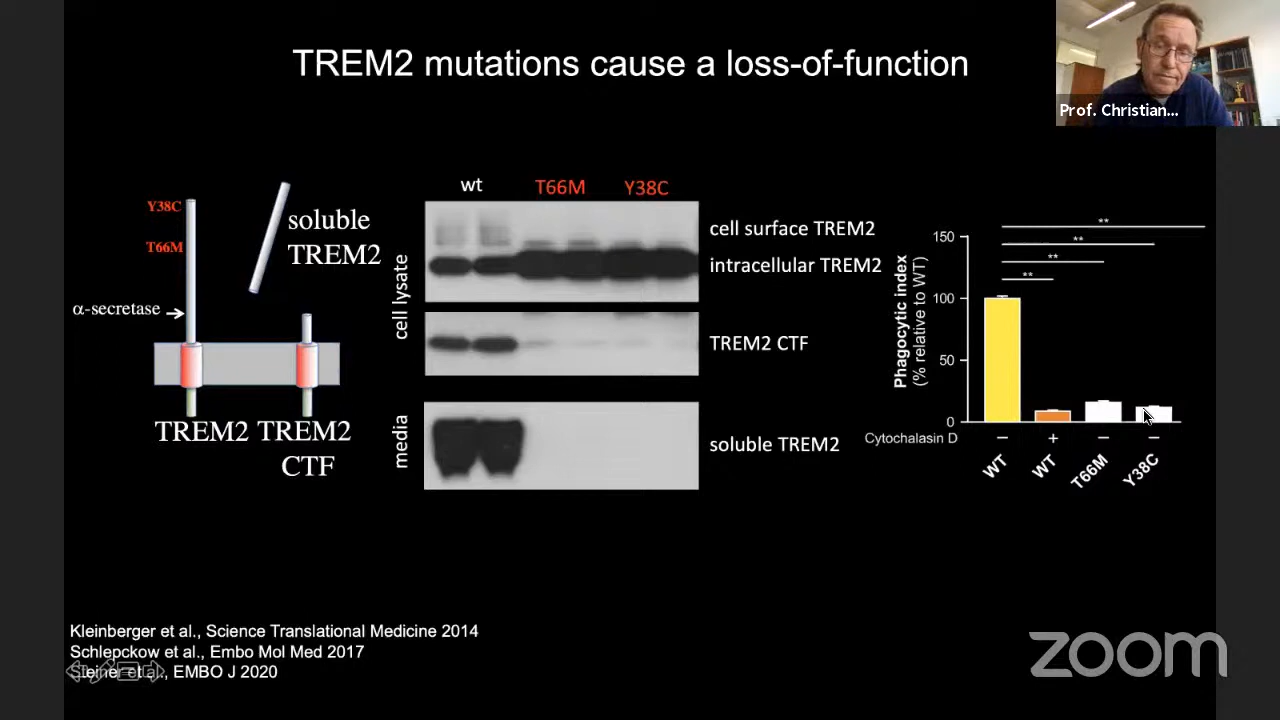 TREM2 mutations cause a loss-of-function
Prof. Christian...
Y38C
T66M
α-secretase
soluble
TREM2
TREM2
TREM2
CTF
wt
T66M
Y38C
cell lysate
media
cell surface TREM2
intracellular TREM2
TREM2 CTF
soluble TREM2
Phagocytic index
(% relative to WT)
150
100
50
0
**
**
**
**
Cytochalasin D
–
+
–
–
WT
WT
T66M
Y38C
Kleinberger et al., Science Translational Medicine 2014
Schlepckow et al., Embo Mol Med 2017
Steiner et al., EMBO J 2020
zoom